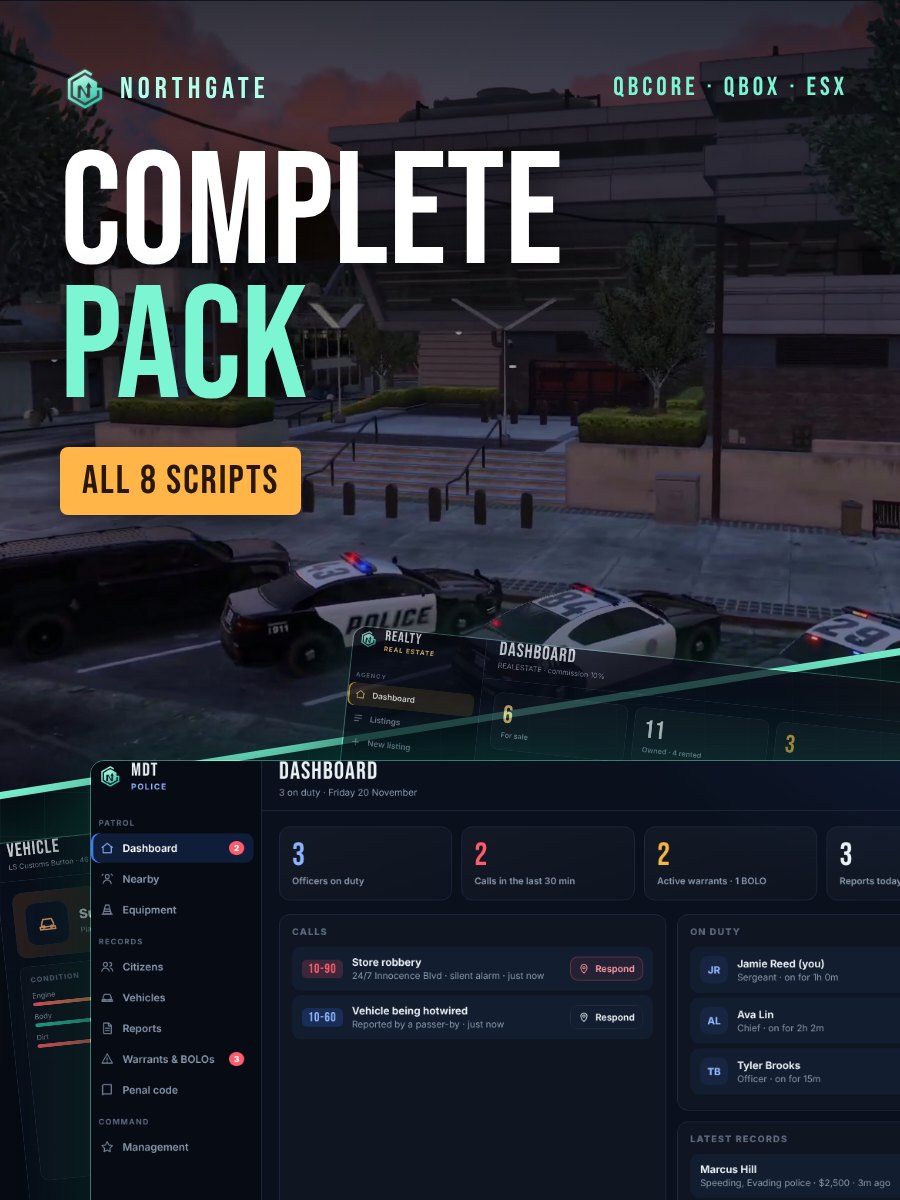 NORTHGATE
QBCORE · QBOX · ESX
COMPLETE
PACK
ALL 8 SCRIPTS
43
POLICE
911
84
29
REALTY
REAL ESTATE
DASHBOARD
REALESTATE · commission 10%
AGENCY
Dashboard
Listings
New listing
6
For sale
11
Owned · 4 rented
3
MDT
POLICE
DASHBOARD
3 on duty · Friday 20 November
VEHICLE
LS Customs Burton · 46
CONDITION
Engine
Body
Dirt
PATROL
Dashboard 2
Nearby
Equipment
RECORDS
Citizens
Vehicles
Reports
Warrants & BOLOs 3
Penal code
COMMAND
Management
3
Officers on duty
2
Calls in the last 30 min
2
Active warrants · 1 BOLO
3
Reports today
CALLS
10-90 Store robbery Respond
24/7 Innocence Blvd · silent alarm · just now
10-60 Vehicle being hotwired Respond
Reported by a passer-by · just now
ON DUTY
JR Jamie Reed (you)
Sergeant · on for 1h 0m
AL Ava Lin
Chief · on for 2h 2m
TB Tyler Brooks
Officer · on for 15m
LATEST RECORDS
Marcus Hill
Speeding, Evading police · $2,500 · 3m ago